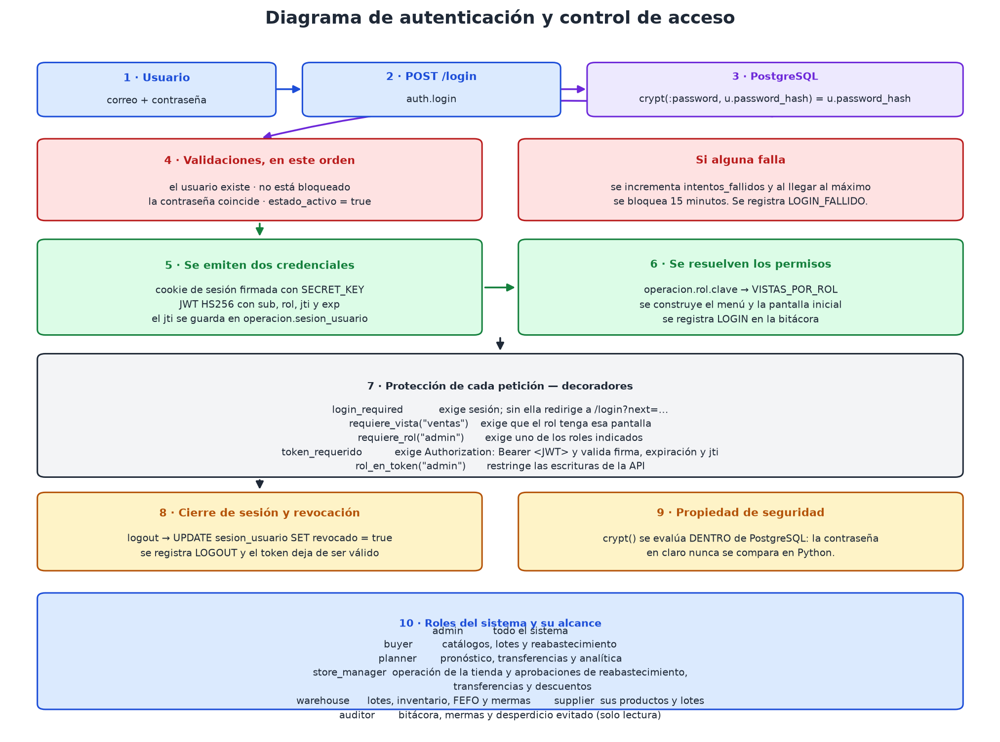 Diagrama de autenticación y control de acceso
1 · Usuario
correo + contraseña
2 · POST /login
auth.login
3 · PostgreSQL
crypt(:password, u.password_hash) = u.password_hash
4 · Validaciones, en este orden
el usuario existe · no está bloqueado
la contraseña coincide · estado_activo = true
Si alguna falla
se incrementa intentos_fallidos y al llegar al máximo
se bloquea 15 minutos. Se registra LOGIN_FALLIDO.
5 · Se emiten dos credenciales
cookie de sesión firmada con SECRET_KEY
JWT HS256 con sub, rol, jti y exp
el jti se guarda en operacion.sesion_usuario
6 · Se resuelven los permisos
operacion.rol.clave → VISTAS_POR_ROL
se construye el menú y la pantalla inicial
se registra LOGIN en la bitácora
7 · Protección de cada petición — decoradores
login_required exige sesión; sin ella redirige a /login?next=…
requiere_vista("ventas") exige que el rol tenga esa pantalla
requiere_rol("admin") exige uno de los roles indicados
token_requerido exige Authorization: Bearer <JWT> y valida firma, expiración y jti
rol_en_token("admin") restringe las escrituras de la API
8 · Cierre de sesión y revocación
logout → UPDATE sesion_usuario SET revocado = true
se registra LOGOUT y el token deja de ser válido
9 · Propiedad de seguridad
crypt() se evalúa DENTRO de PostgreSQL: la contraseña
en claro nunca se compara en Python.
10 · Roles del sistema y su alcance
admin todo el sistema
buyer catálogos, lotes y reabastecimiento
planner pronóstico, transferencias y analítica
store_manager operación de la tienda y aprobaciones de reabastecimiento,
transferencias y descuentos
warehouse lotes, inventario, FEFO y mermas supplier sus productos y lotes
auditor bitácora, mermas y desperdicio evitado (solo lectura)